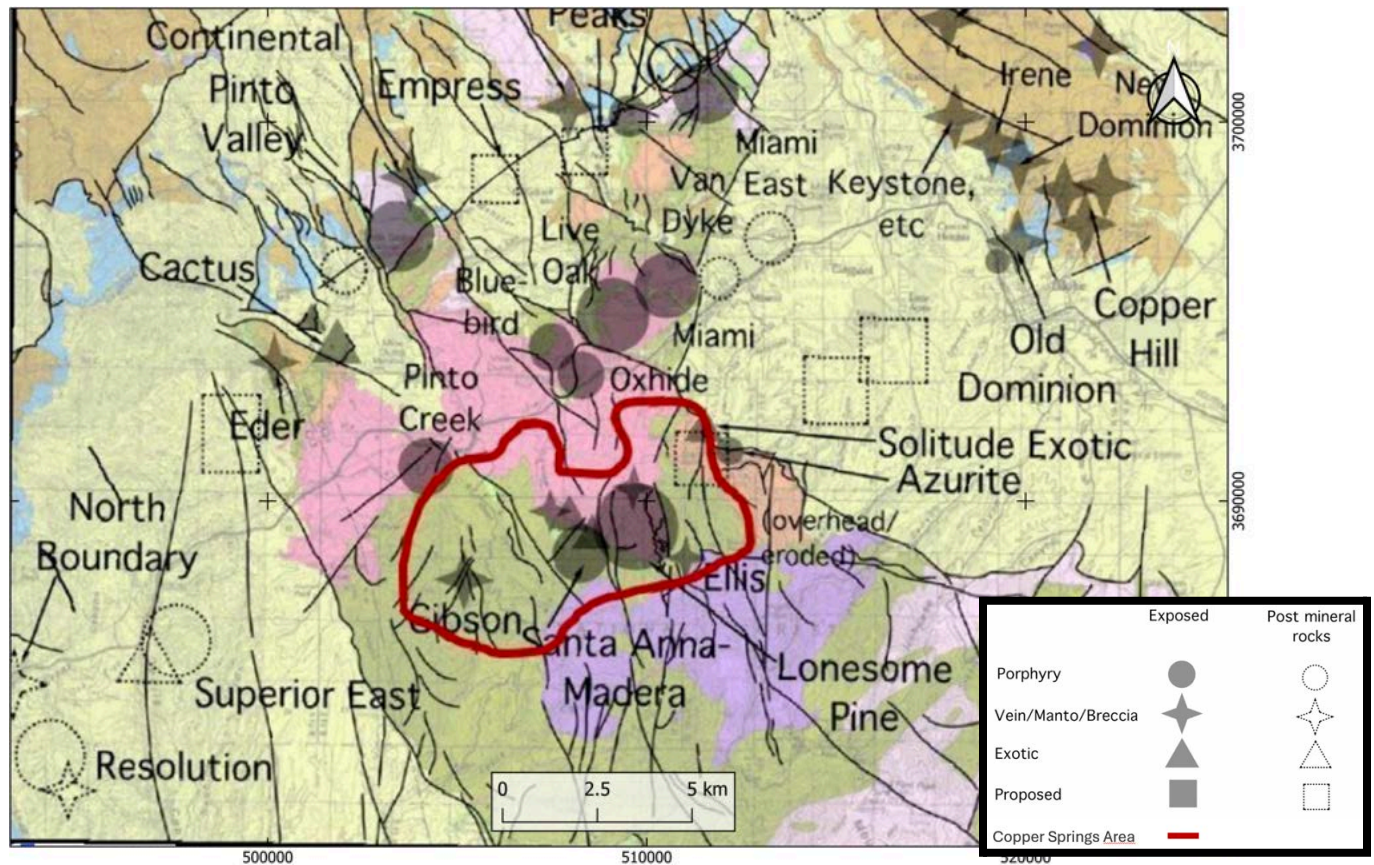 Peaks
Continental
Pinto
Valley
Empress
Irene
New
N
Dominion
3700000
Miami
East
Van
Dyke
Keystone,
etc
Live
Oak
Cactus
Blue-
bird
Miami
Copper
Hill
Old
Dominion
Pinto
Creek
Oxhide
Eder
Solitude Exotic
Azurite
North
Boundary
(overhead/
eroded)
3690000
Ellis
Gibson
Santa Anna-
Madera
Lonesome
Pine
Superior East
Resolution
0 2.5 5 km
Exposed
Post mineral
rocks
Porphyry
Vein/Manto/Breccia
Exotic
Proposed
Copper Springs Area
500000
510000
520000